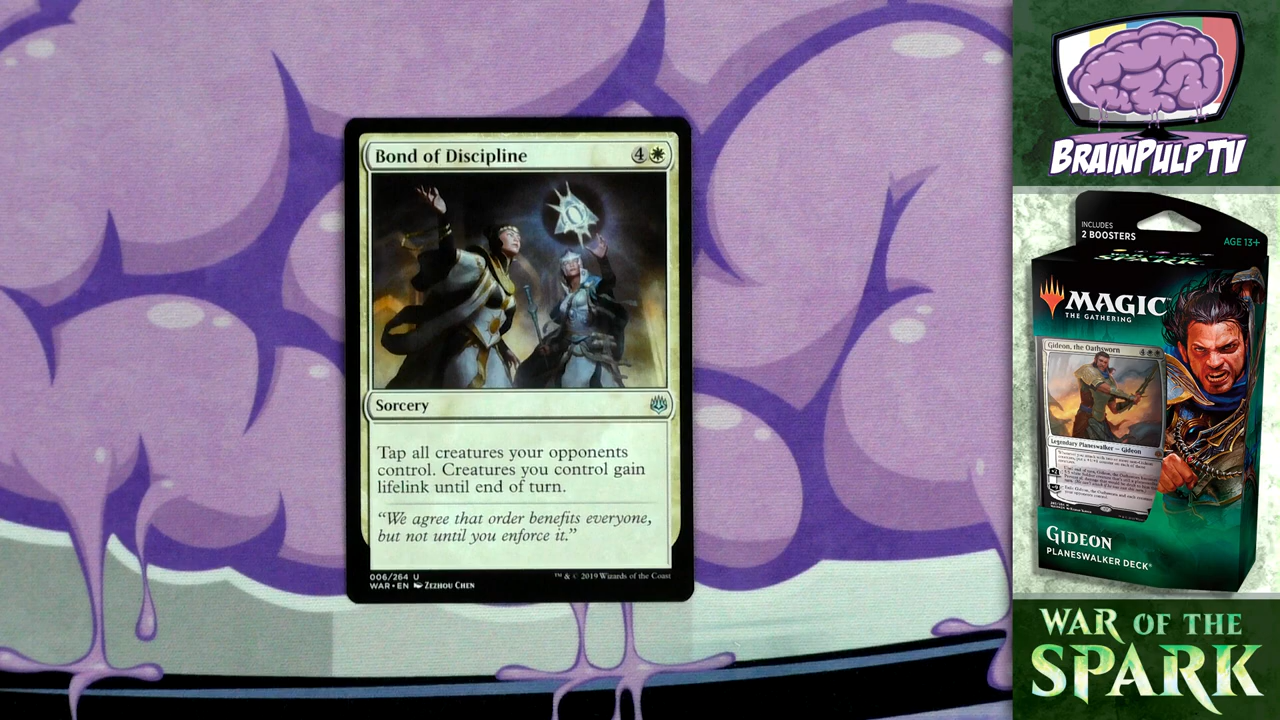 Bond of Discipline 4
Sorcery
Tap all creatures your opponents
control. Creatures you control gain
lifelink until end of turn.
“We agree that order benefits everyone,
but not until you enforce it.”
006/264 U
WAR • EN Zezhou Chen
™ & © 2019 Wizards of the Coast
BRAINPULP TV
INCLUDES
2 BOOSTERS
AGE 13+
SPARK
MAGIC
THE GATHERING
Gideon, the Oathsworn 4
Legendary Planeswalker — Gideon
GIDEON
PLANESWALKER DECK
WAR OF THE
SPARK